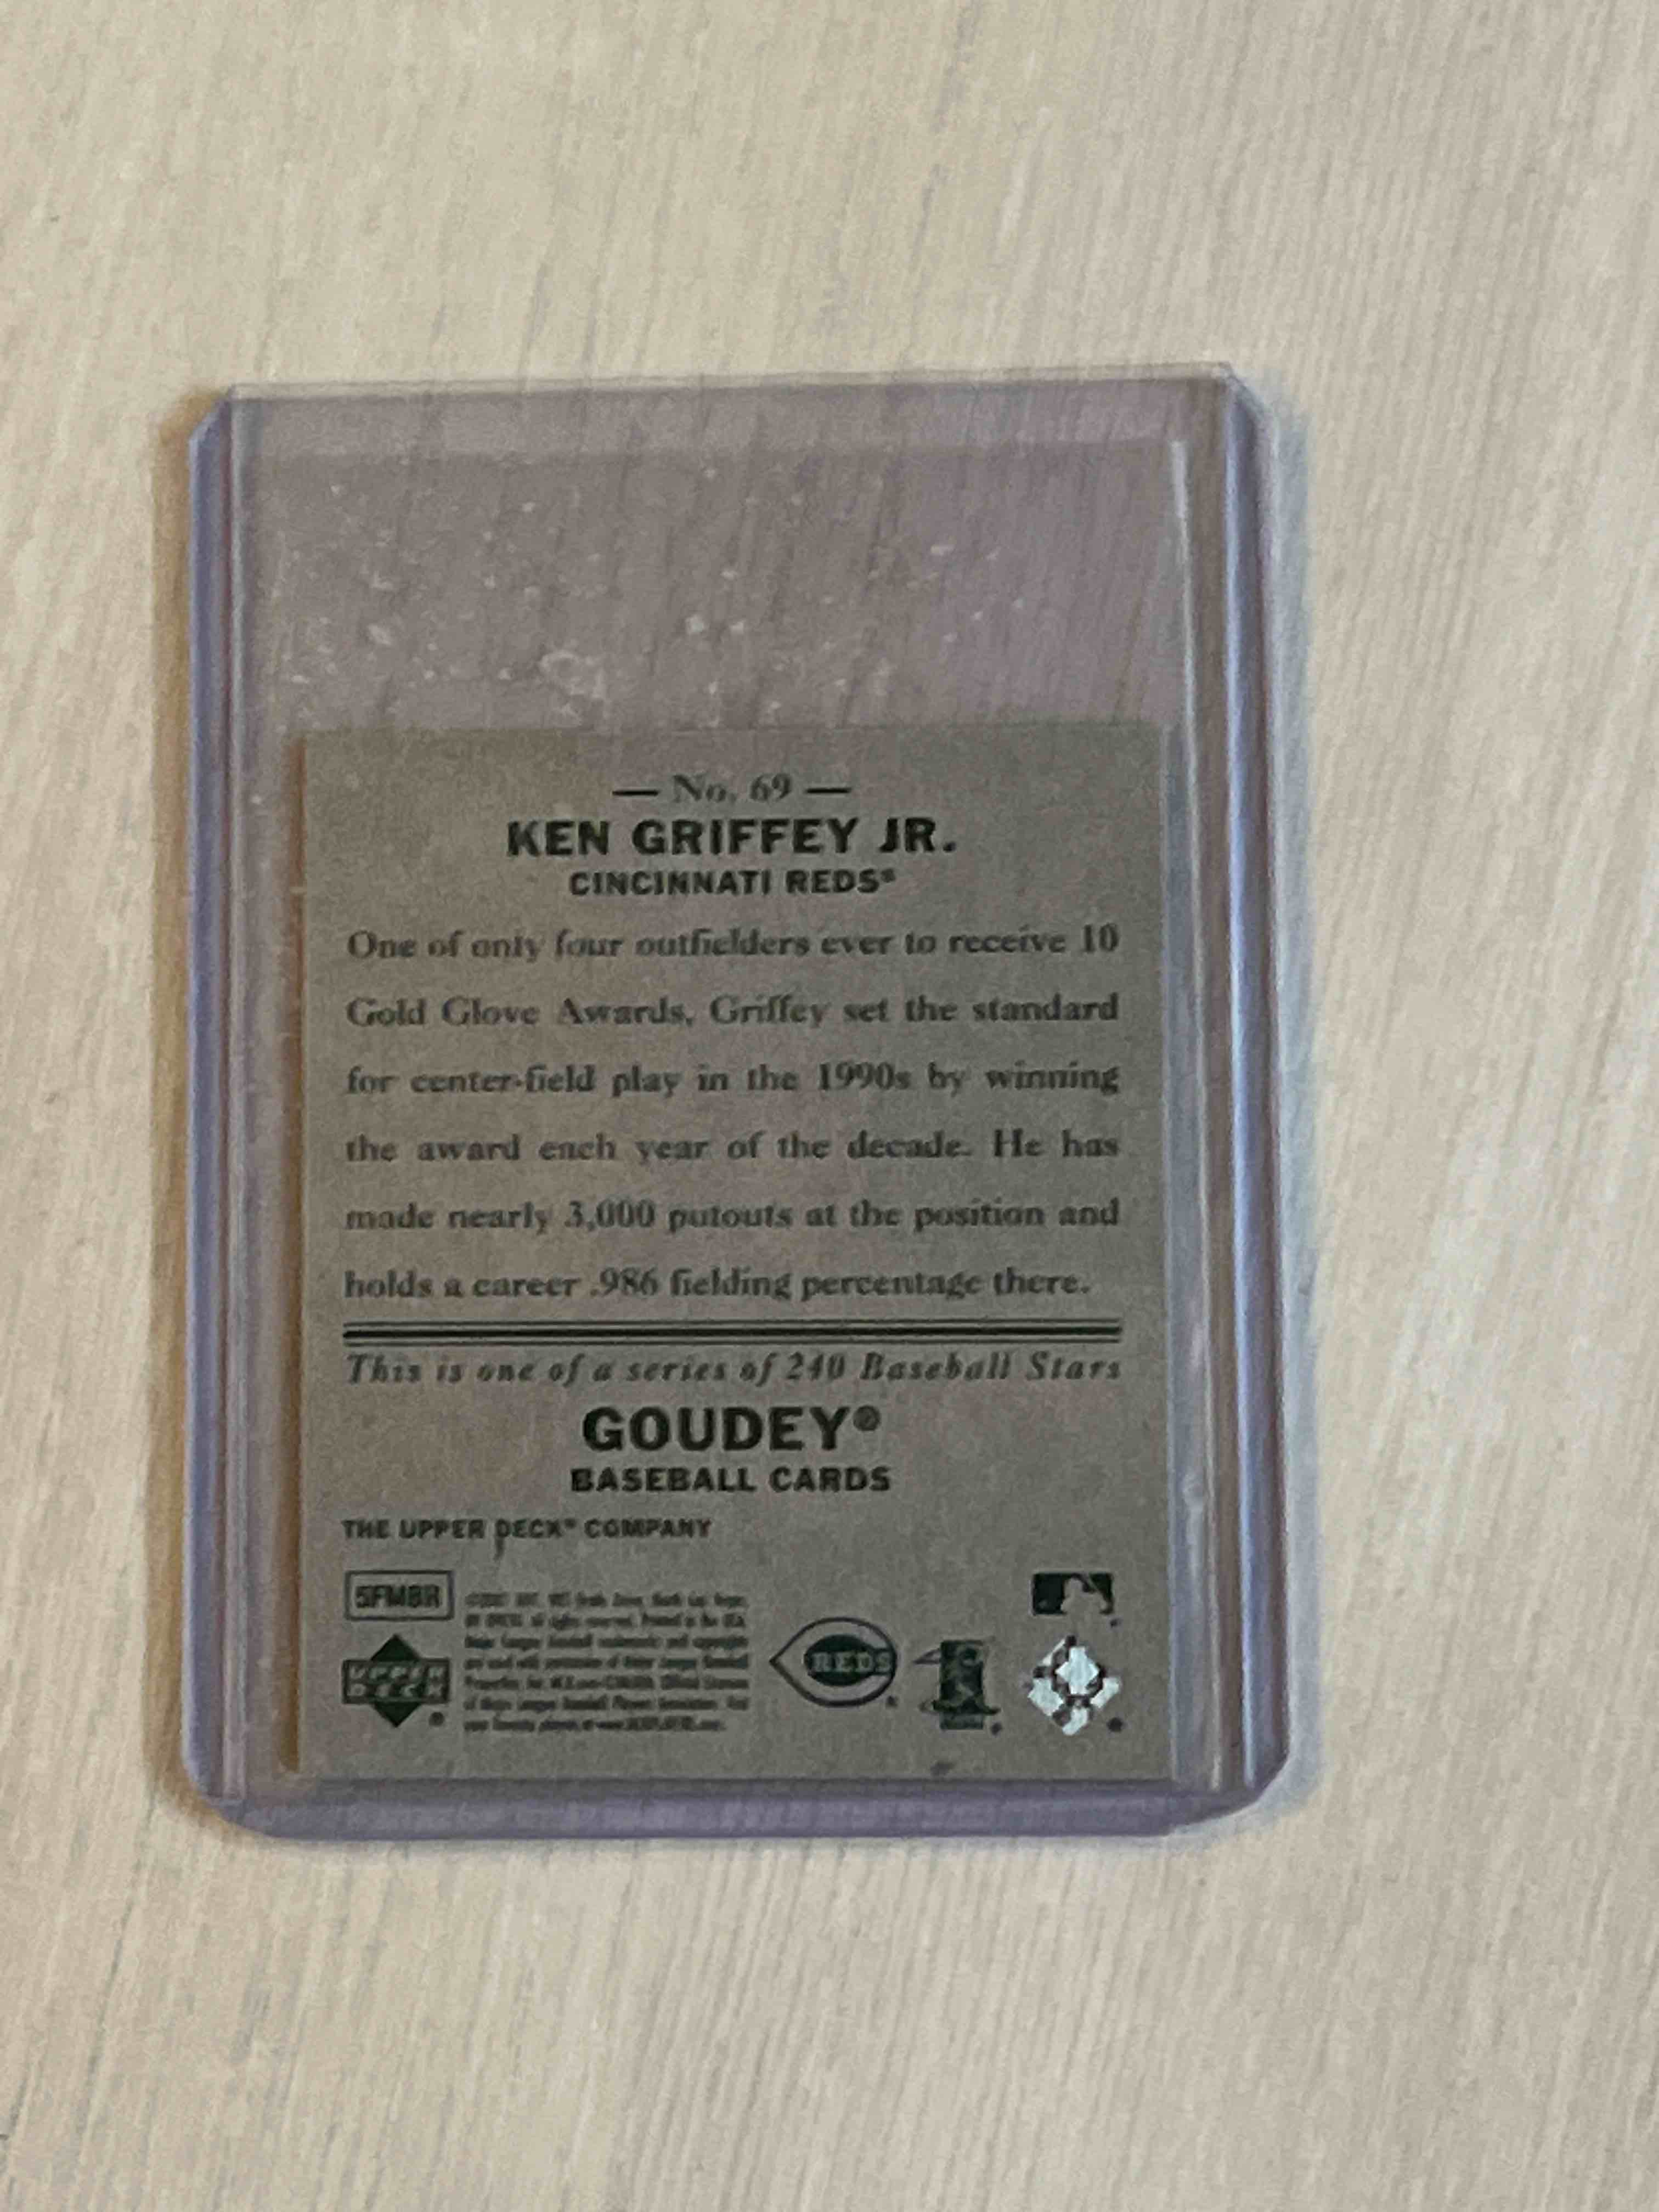 — No. 69 —
KEN GRIFFEY JR.
CINCINNATI REDS®
One of only four outfielders ever to receive 10
Gold Glove Awards, Griffey set the standard
for center-field play in the 1990s by winning
the award each year of the decade. He has
made nearly 3,000 putouts at the position and
holds a career .986 fielding percentage there.
This is one of a series of 240 Baseball Stars
GOUDEY®
BASEBALL CARDS
THE UPPER DECK® COMPANY
5FMBR
UPPER
DECK
REDS